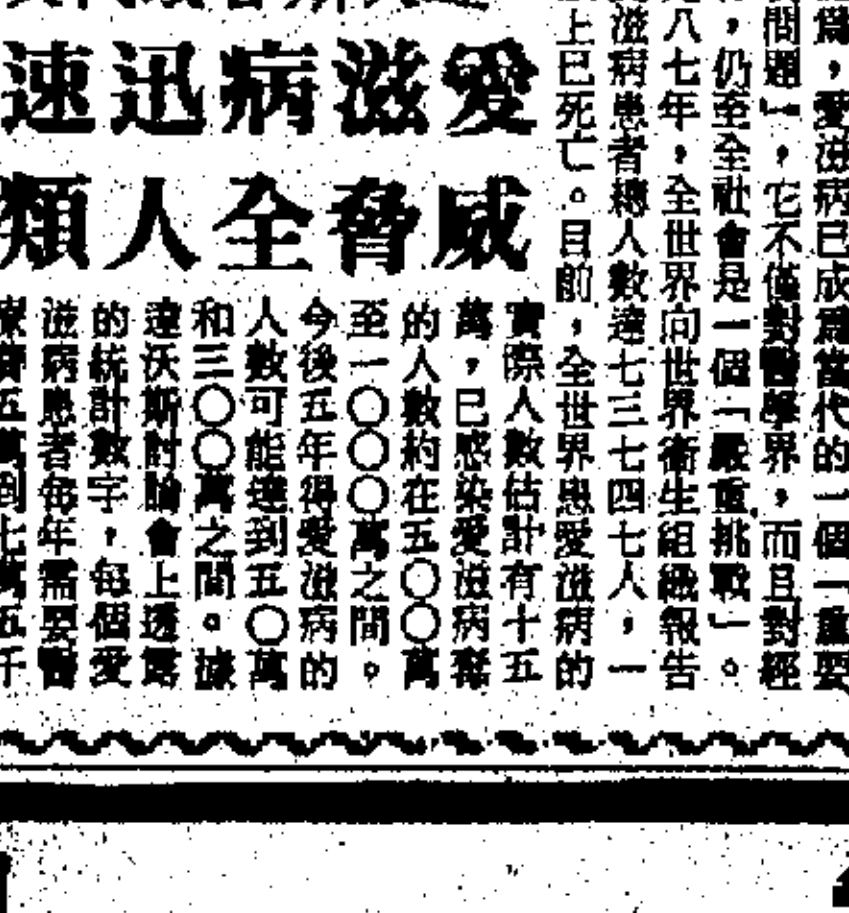 愛滋病迅速
威脅全人類
為，愛滋病已成爲當代的一個「重要
問題」，它不僅對醫學界，而且對經
，仍至全社會是一個「嚴重挑戰」。
八七年，全世界向世界衞生組織報告
滋病患者總人數達七三七四七人，一
上已死亡。目前，全世界患愛滋病的
實際人數估計有十五
萬，已感染愛滋病毒
的人數約在五〇〇萬
至一〇〇〇萬之間。
今後五年得愛滋病的
人數可能達到五〇萬
和三〇〇萬之間。據
達沃斯討論會上透露
的統計數字，每個愛
滋病患者每年需要醫
療費五萬到七萬五千